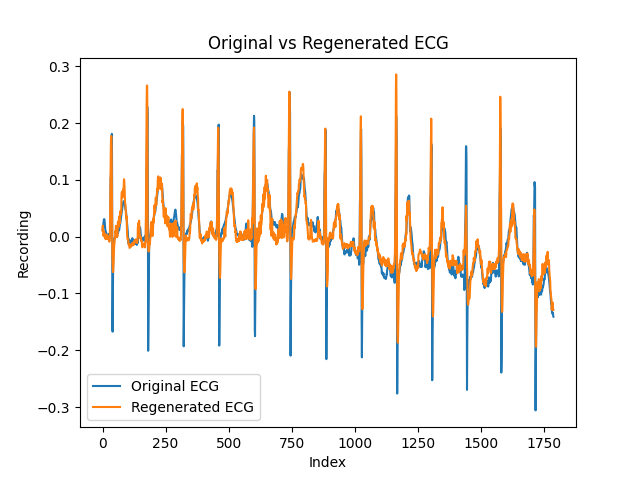 Original vs Regenerated ECG
0.3
0.2
0.1
0.0
−0.1
−0.2
−0.3
Recording
Original ECG
Regenerated ECG
0 250 500 750 1000 1250 1500 1750
Index